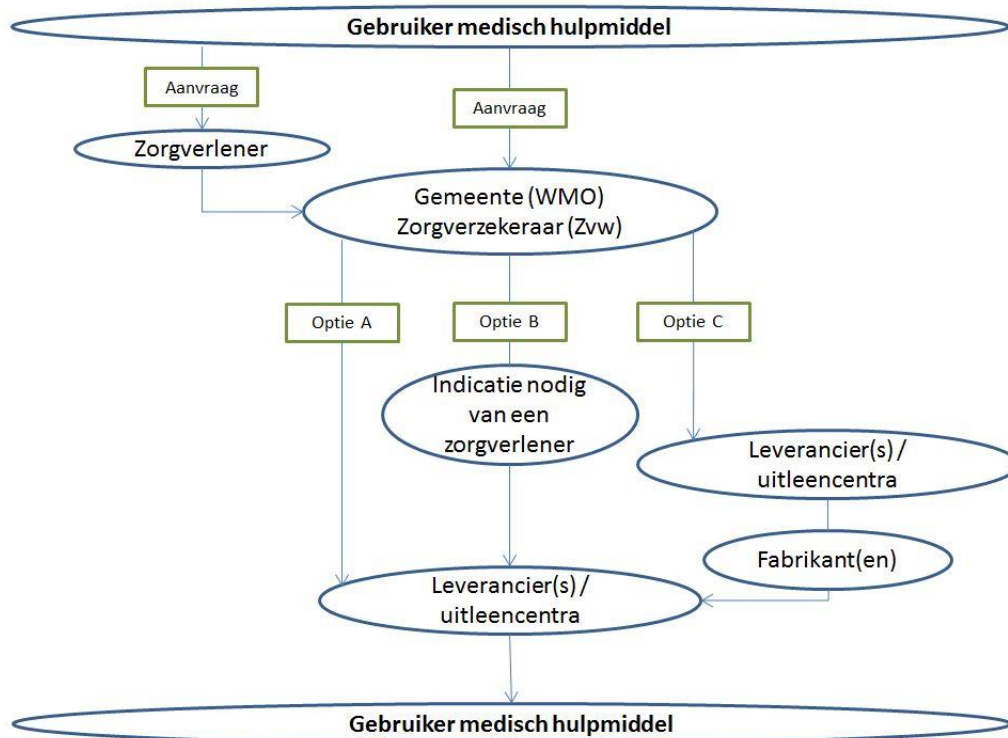 Gebruiker medisch hulpmiddel
Aanvraag
Aanvraag
Zorgverlener
Gemeente (WMO)
Zorgverzekeraar (Zvw)
Optie A
Optie B
Optie C
Indicatie nodig
van een
zorgverlener
Leverancier(s) /
uitleencentra
Fabrikant(en)
Leverancier(s) /
uitleencentra
Gebruiker medisch hulpmiddel